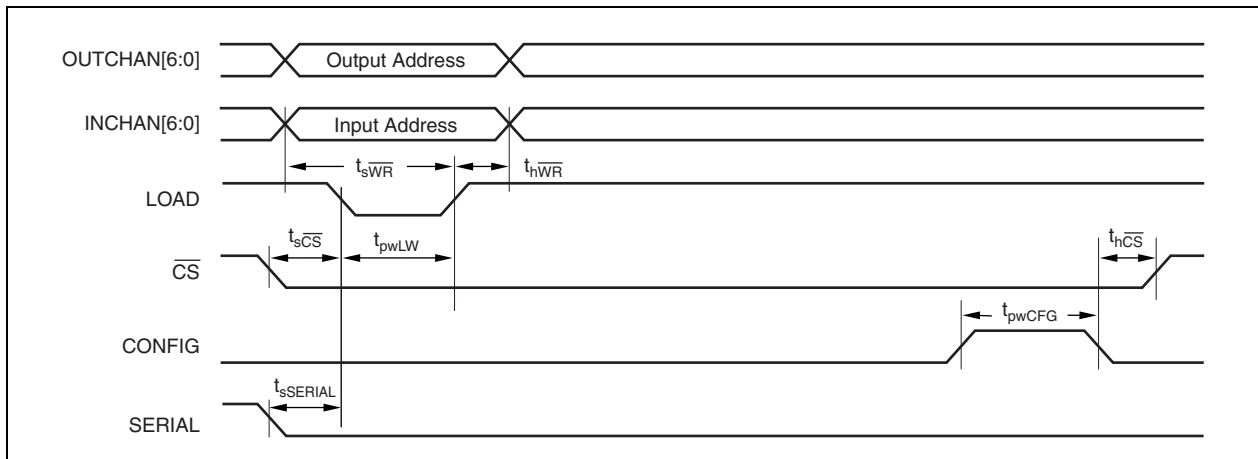 OUTCHAN[6:0] Output Address
INCHAN[6:0] Input Address
tsWR̅ thWR̅
LOAD
tsCS̅ tpwLW thCS̅
C̅S̅
tpwCFG
CONFIG
tsSERIAL
SERIAL